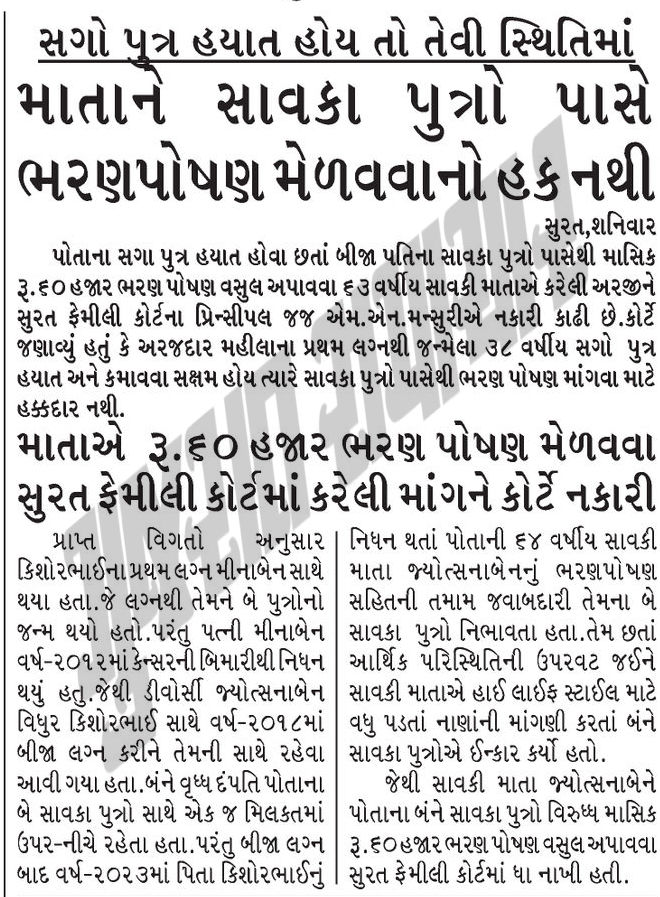 સગો પુત્ર હયાત હોય તો તેવી સ્થિતિમાં
માતાને સાવકા પુત્રો પાસે
ભરણપોષણ મેળવવાનો હક નથી
સુરત,શનિવાર
પોતાના સગા પુત્ર હયાત હોવા છતાં બીજા પતિના સાવકા પુત્રો પાસેથી માસિક
રૂ.૬૦ હજાર ભરણ પોષણ વસુલ અપાવવા ૬૩ વર્ષીય સાવકી માતાએ કરેલી અરજીને
સુરત ફેમીલી કોર્ટના પ્રિન્સીપલ જજ એમ.એન.મન્સુરીએ નકારી કાઢી છે.કોર્ટે
જણાવ્યું હતું કે અરજદાર મહીલાના પ્રથમ લગ્નથી જન્મેલા ૩૮ વર્ષીય સગો પુત્ર
હયાત અને કમાવવા સક્ષમ હોય ત્યારે સાવકા પુત્રો પાસેથી ભરણ પોષણ માંગવા માટે
હક્કદાર નથી.
માતાએ રૂ.૬૦ હજાર ભરણ પોષણ મેળવવા
સુરત ફેમીલી કોર્ટમાં કરેલી માંગને કોર્ટે નકારી
પ્રાપ્ત વિગતો અનુસાર
કિશોરભાઈના પ્રથમ લગ્ન મીનાબેન સાથે
થયા હતા.જે લગ્નથી તેમને બે પુત્રોનો
જન્મ થયો હતો.પરંતુ પત્ની મીનાબેન
વર્ષ-૨૦૧૨માં કેન્સરની બિમારીથી નિધન
થયું હતુ.જેથી ડીવોર્સી જ્યોત્સનાબેન
વિધુર કિશોરભાઈ સાથે વર્ષ-૨૦૧૮માં
બીજા લગ્ન કરીને તેમની સાથે રહેવા
આવી ગયા હતા.બંને વૃધ્ધ દંપતિ પોતાના
બે સાવકા પુત્રો સાથે એક જ મિલકતમાં
ઉપર-નીચે રહેતા હતા.પરંતુ બીજા લગ્ન
બાદ વર્ષ-૨૦૨૩માં પિતા કિશોરભાઈનું
નિધન થતાં પોતાની ૬૪ વર્ષીય સાવકી
માતા જ્યોત્સનાબેનનું ભરણપોષણ
સહિતની તમામ જવાબદારી તેમના બે
સાવકા પુત્રો નિભાવતા હતા.તેમ છતાં
આર્થિક પરિસ્થિતિની ઉપરવટ જઈને
સાવકી માતાએ હાઈ લાઈફ સ્ટાઈલ માટે
વધુ પડતાં નાણાંની માંગણી કરતાં બંને
સાવકા પુત્રોએ ઈન્કાર કર્યો હતો.
જેથી સાવકી માતા જ્યોત્સનાબેને
પોતાના બંને સાવકા પુત્રો વિરુધ્ધ માસિક
રૂ.૬૦હજાર ભરણ પોષણ વસુલ અપાવવા
સુરત ફેમીલી કોર્ટમાં ધા નાખી હતી.
ગુજરાત સમાચાર